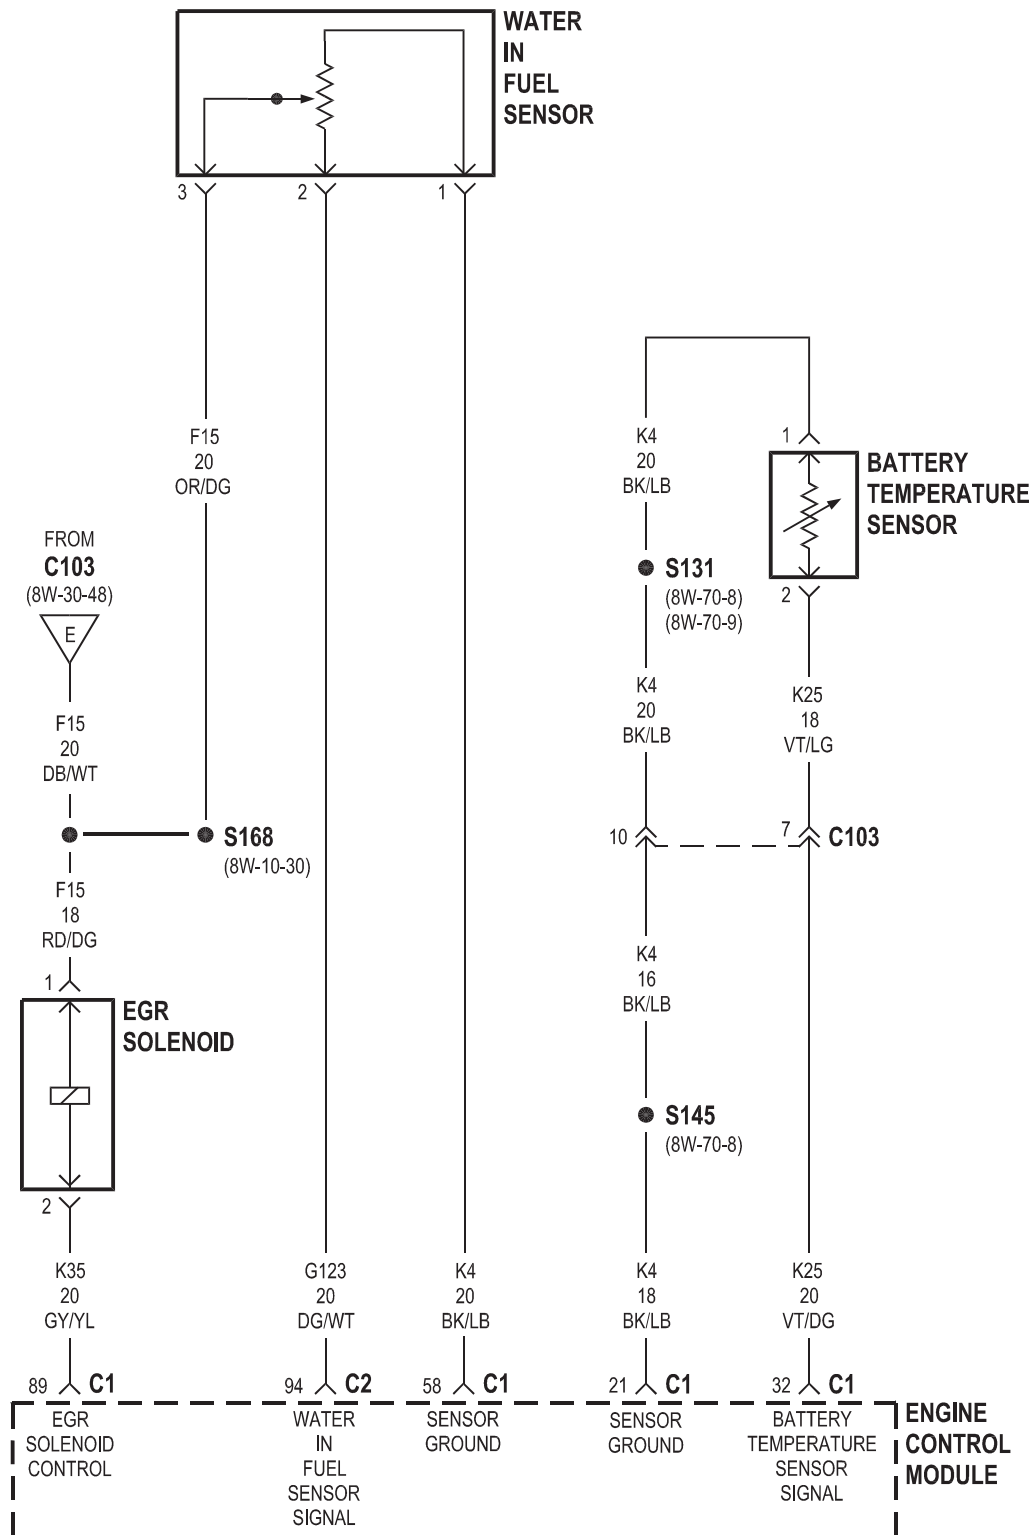 WATER
IN
FUEL
SENSOR
3
2
1
F15
20
OR/DG
K4
20
BK/LB
1
BATTERY
TEMPERATURE
SENSOR
FROM
C103
(8W-30-48)
E
S131
(8W-70-8)
(8W-70-9)
2
F15
20
DB/WT
K4
20
BK/LB
K25
18
VT/LG
S168
(8W-10-30)
10
7
C103
F15
18
RD/DG
K4
16
BK/LB
1
EGR
SOLENOID
S145
(8W-70-8)
2
K35
20
GY/YL
G123
20
DG/WT
K4
20
BK/LB
K4
18
BK/LB
K25
20
VT/DG
89 C1
94 C2
58 C1
21 C1
32 C1
EGR
SOLENOID
CONTROL
WATER
IN
FUEL
SENSOR
SIGNAL
SENSOR
GROUND
SENSOR
GROUND
BATTERY
TEMPERATURE
SENSOR
SIGNAL
ENGINE
CONTROL
MODULE